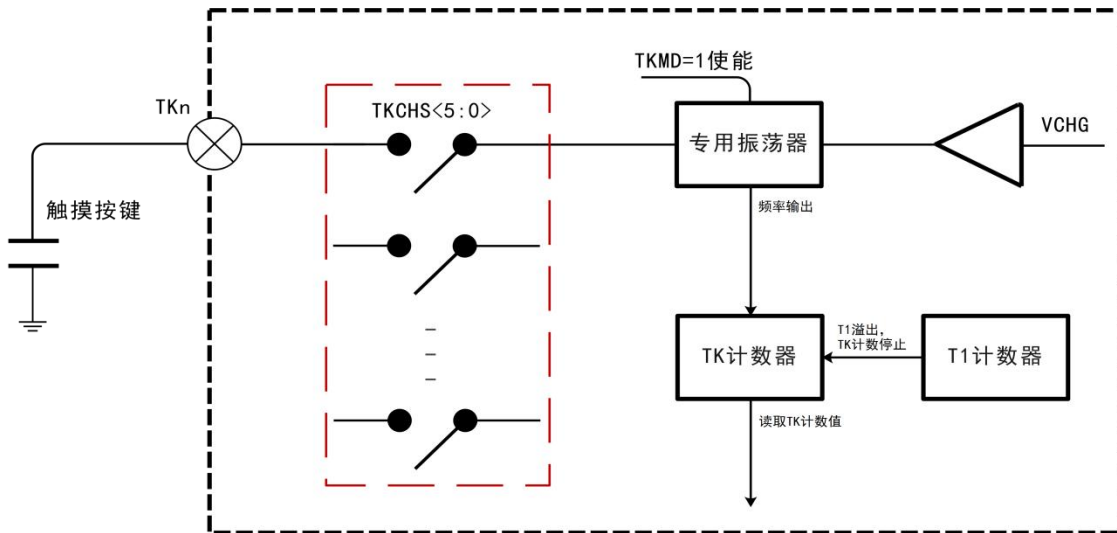 TKMD=1使能
TKn
TKCHS<5:0>
VCHG
专用振荡器
触摸按键
频率输出
T1溢出,
TK计数停止
TK计数器
T1计数器
读取TK计数值